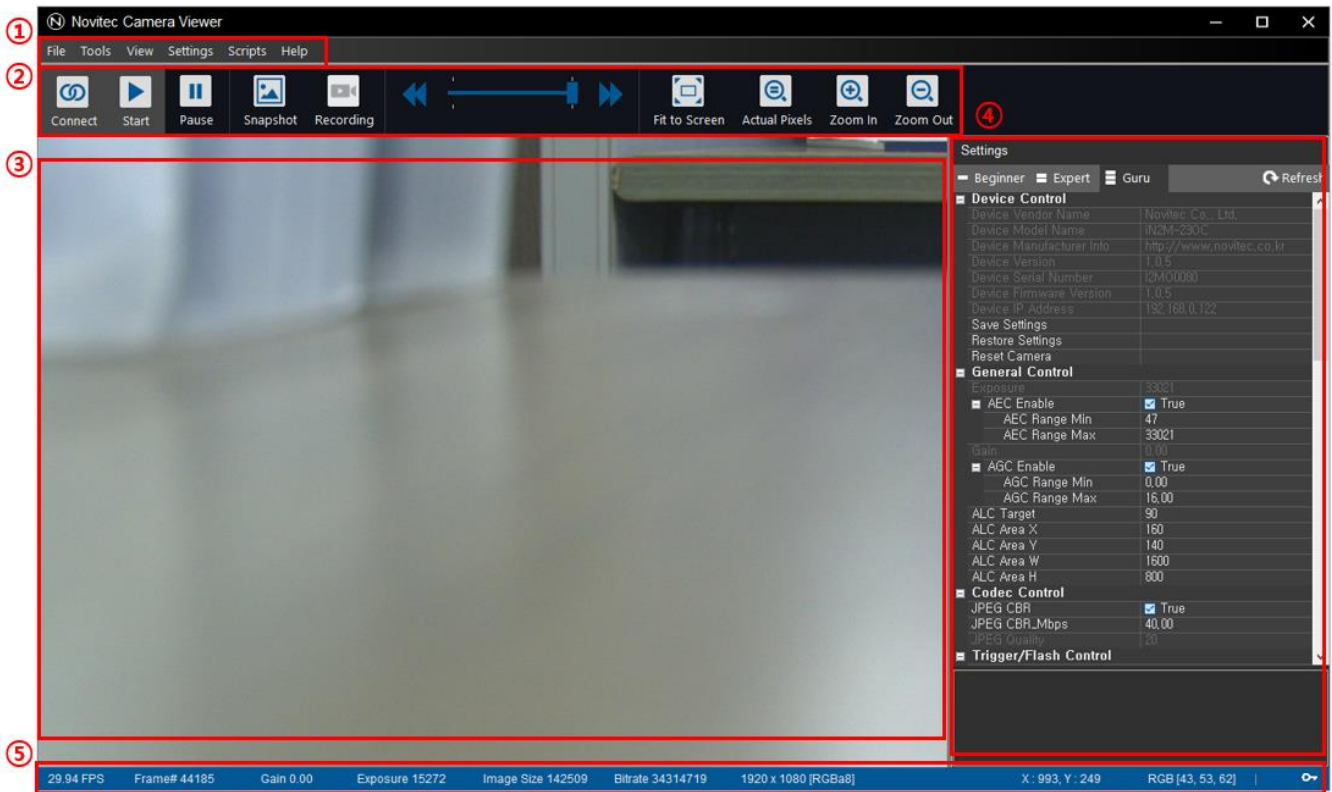 ①
Novitec Camera Viewer
File Tools View Settings Scripts Help
②
Connect Start Pause Snapshot Recording Fit to Screen Actual Pixels Zoom In Zoom Out
④
③
Settings
Beginner Expert Guru Refresh
Device Control
Device Vendor Name Novitec Co., Ltd.
Device Model Name iN2M-230C
Device Manufacturer Info http://www.novitec.co.kr
Device Version 1.0.5
Device Serial Number I2MO0080
Device Firmware Version 1.0.5
Device IP Address 192.168.0.122
Save Settings
Restore Settings
Reset Camera
General Control
Exposure 33021
AEC Enable True
AEC Range Min 47
AEC Range Max 33021
Gain 0.00
AGC Enable True
AGC Range Min 0.00
AGC Range Max 16.00
ALC Target 90
ALC Area X 160
ALC Area Y 140
ALC Area W 1600
ALC Area H 800
Codec Control
JPEG CBR True
JPEG CBR_Mbps 40.00
JPEG Quality 20
Trigger/Flash Control
⑤
29.94 FPS Frame# 44185 Gain 0.00 Exposure 15272 Image Size 142509 Bitrate 34314719 1920 x 1080 [RGBa8] X : 993, Y : 249 RGB [43, 53, 62] |